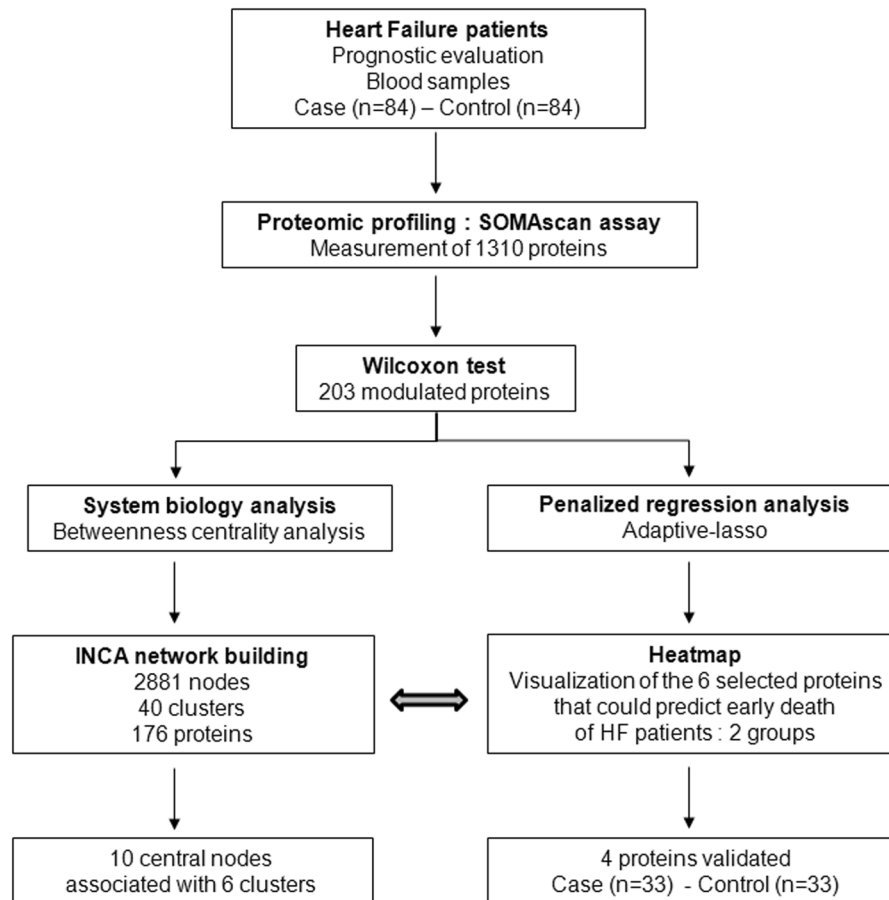 Heart Failure patients
Prognostic evaluation
Blood samples
Case (n=84) – Control (n=84)
Proteomic profiling : SOMAscan assay
Measurement of 1310 proteins
Wilcoxon test
203 modulated proteins
System biology analysis
Betweenness centrality analysis
Penalized regression analysis
Adaptive-lasso
INCA network building
2881 nodes
40 clusters
176 proteins
Heatmap
Visualization of the 6 selected proteins
that could predict early death
of HF patients : 2 groups
10 central nodes
associated with 6 clusters
4 proteins validated
Case (n=33) - Control (n=33)